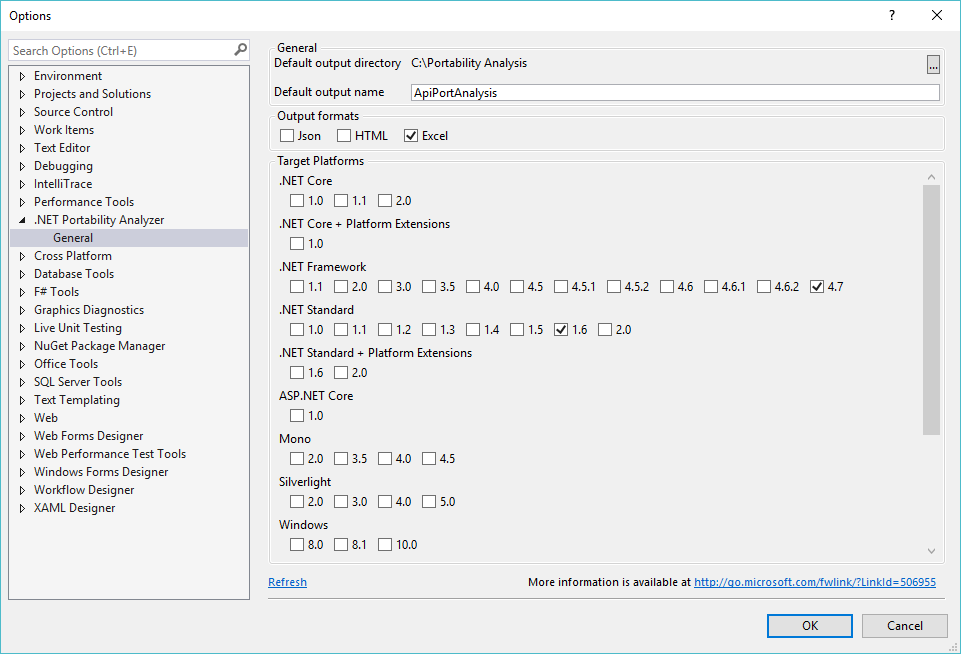 Options
?
Search Options (Ctrl+E)
Environment
Projects and Solutions
Source Control
Work Items
Text Editor
Debugging
IntelliTrace
Performance Tools
.NET Portability Analyzer
General
Cross Platform
Database Tools
F# Tools
Graphics Diagnostics
Live Unit Testing
NuGet Package Manager
Office Tools
SQL Server Tools
Text Templating
Web
Web Forms Designer
Web Performance Test Tools
Windows Forms Designer
Workflow Designer
XAML Designer
General
Default output directory C:\Portability Analysis ...
Default output name ApiPortAnalysis
Output formats
Json HTML Excel
Target Platforms
.NET Core
1.0 1.1 2.0
.NET Core + Platform Extensions
1.0
.NET Framework
1.1 2.0 3.0 3.5 4.0 4.5 4.5.1 4.5.2 4.6 4.6.1 4.6.2 4.7
.NET Standard
1.0 1.1 1.2 1.3 1.4 1.5 1.6 2.0
.NET Standard + Platform Extensions
1.6 2.0
ASP.NET Core
1.0
Mono
2.0 3.5 4.0 4.5
Silverlight
2.0 3.0 4.0 5.0
Windows
8.0 8.1 10.0
Refresh
More information is available at http://go.microsoft.com/fwlink/?LinkId=506955
OK Cancel